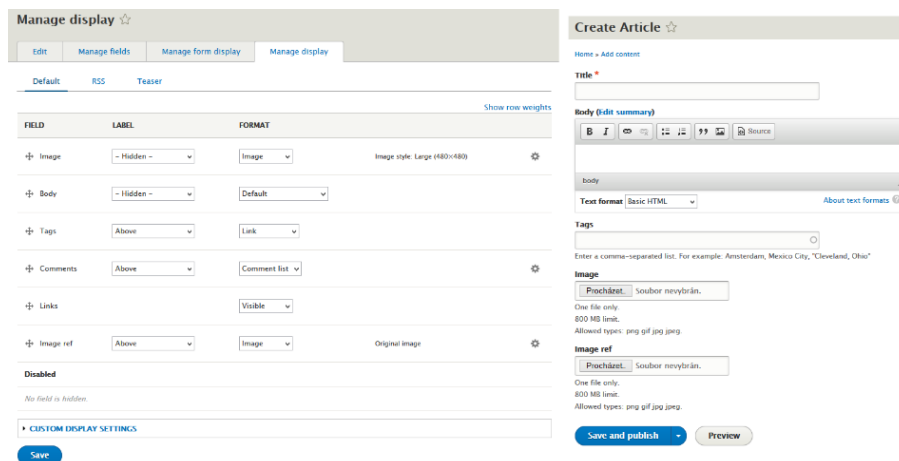 Manage display
Edit Manage fields Manage form display Manage display
Default RSS Teaser
Show row weights
FIELD LABEL FORMAT
Image - Hidden - Image Image style: Large (480×480)
Body - Hidden - Default
Tags Above Link
Comments Above Comment list
Links Visible
Image ref Above Image Original image
Disabled
No field is hidden.
CUSTOM DISPLAY SETTINGS
Save
Create Article
Home » Add content
Title *
Body (Edit summary)
B I Source
body
Text format Basic HTML About text formats
Tags
Enter a comma-separated list. For example: Amsterdam, Mexico City, "Cleveland, Ohio"
Image
Procházet.. Soubor nevybrán.
One file only.
800 MB limit.
Allowed types: png gif jpg jpeg.
Image ref
Procházet.. Soubor nevybrán.
One file only.
800 MB limit.
Allowed types: png gif jpg jpeg.
Save and publish Preview